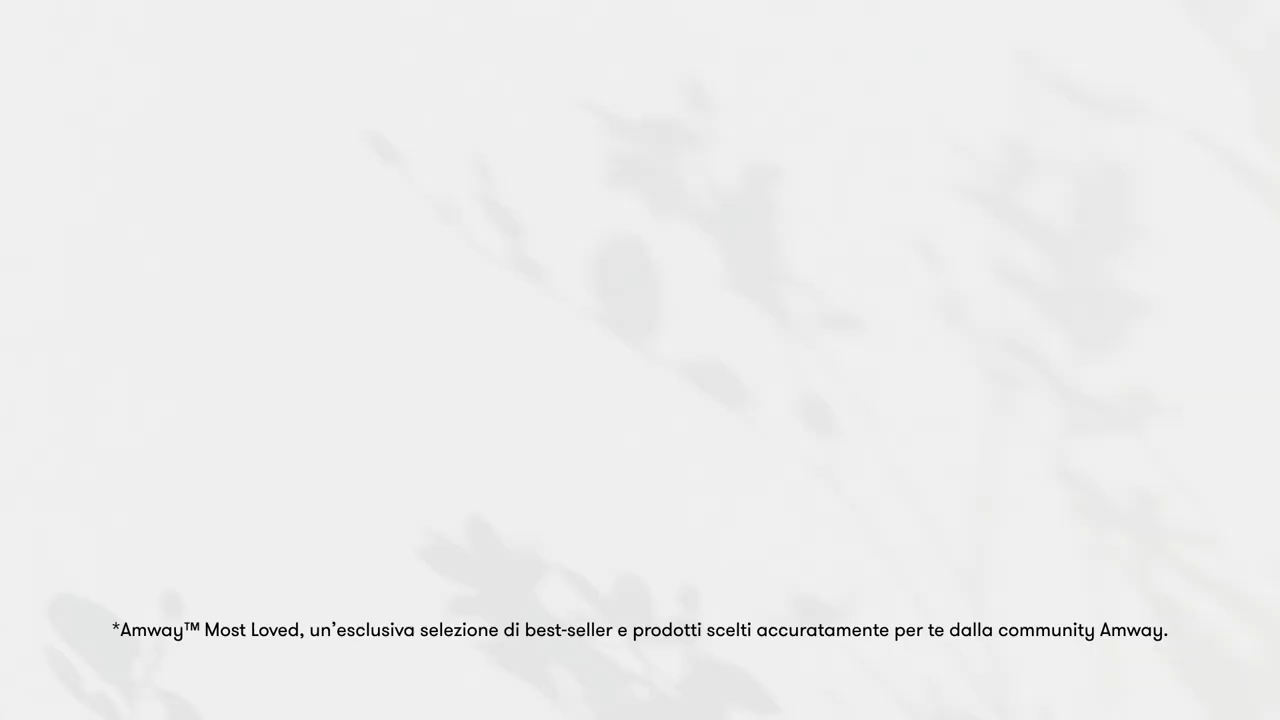 *Amway™ Most Loved, un’esclusiva selezione di best-seller e prodotti scelti accuratamente per te dalla community Amway.